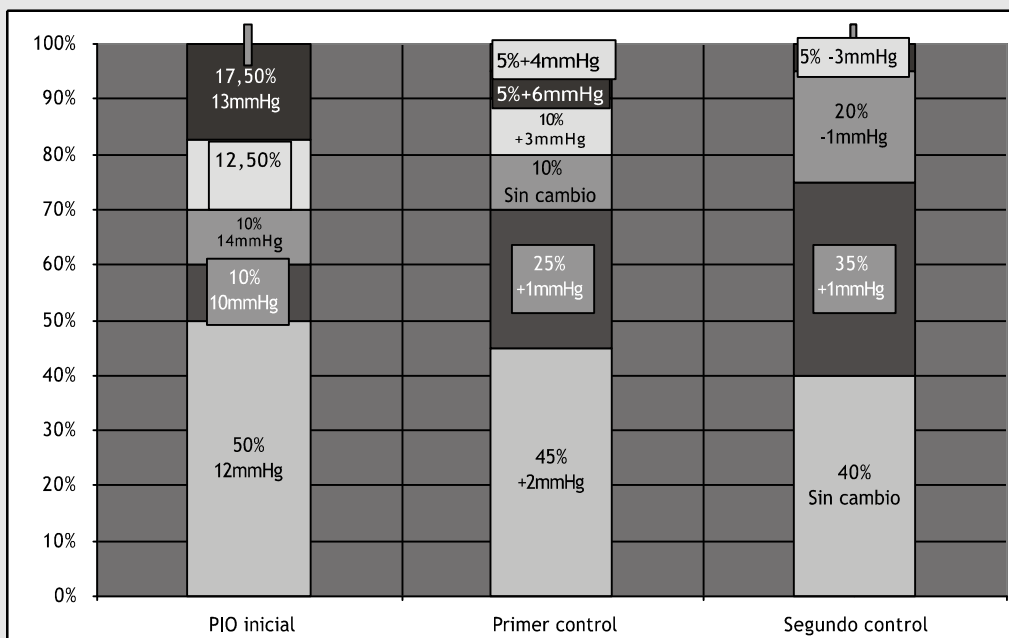 100%
90%
80%
70%
60%
50%
40%
30%
20%
10%
0%
17,50%
13mmHg
12,50%
10%
14mmHg
10%
10mmHg
50%
12mmHg
5%+4mmHg
5%+6mmHg
10%
+3mmHg
10%
Sin cambio
25%
+1mmHg
45%
+2mmHg
5% -3mmHg
20%
-1mmHg
35%
+1mmHg
40%
Sin cambio
PIO inicial
Primer control
Segundo control